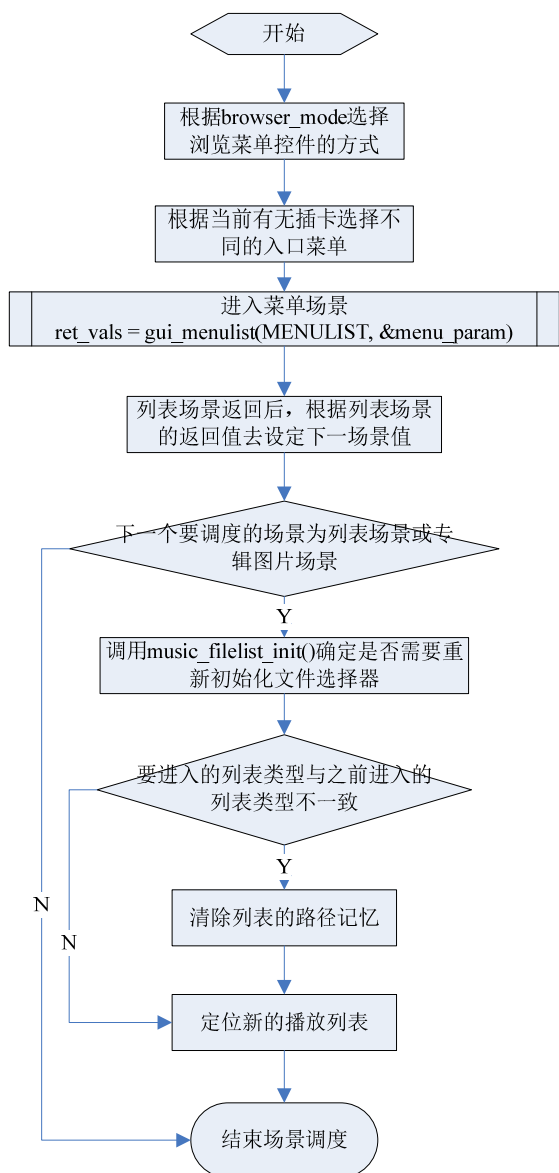 开始
根据browser_mode选择
浏览菜单控件的方式
根据当前有无插卡选择不
同的入口菜单
进入菜单场景
ret_vals = gui_menulist(MENULIST, &menu_param)
列表场景返回后，根据列表场景
的返回值去设定下一场景值
下一个要调度的场景为列表场景或专
辑图片场景
Y
调用music_filelist_init()确定是否需要重
新初始化文件选择器
要进入的列表类型与之前进入的
列表类型不一致
Y
N
清除列表的路径记忆
N
定位新的播放列表
结束场景调度